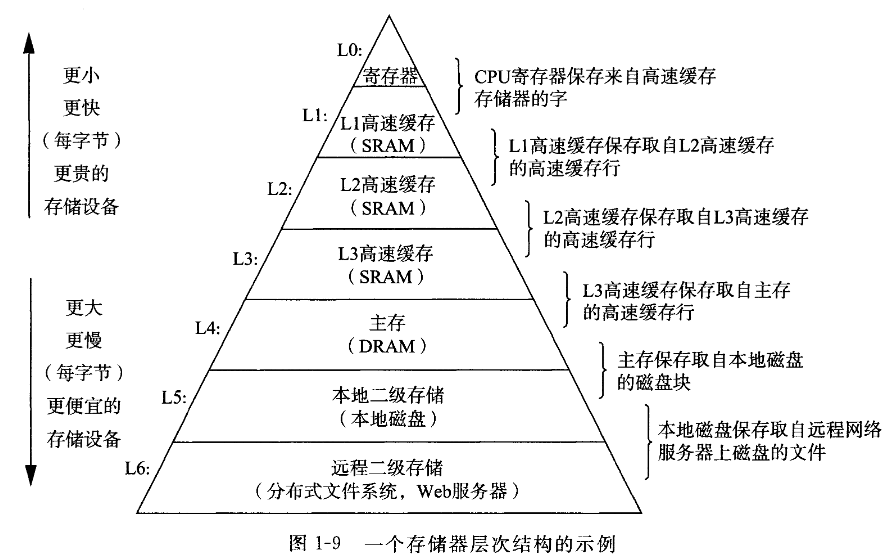 更小
更快
（每字节）
更贵的
存储设备
更大
更慢
（每字节）
更便宜的
存储设备
L0:
寄存器
CPU寄存器保存来自高速缓存
存储器的字
L1:
L1高速缓存
（SRAM）
L1高速缓存保存取自L2高速缓存
的高速缓存行
L2:
L2高速缓存
（SRAM）
L2高速缓存保存取自L3高速缓存
的高速缓存行
L3:
L3高速缓存
（SRAM）
L3高速缓存保存取自主存
的高速缓存行
L4:
主存
（DRAM）
主存保存取自本地磁盘
的磁盘块
L5:
本地二级存储
（本地磁盘）
本地磁盘保存取自远程网络
服务器上磁盘的文件
L6:
远程二级存储
（分布式文件系统，Web服务器）
图 1-9 一个存储器层次结构的示例